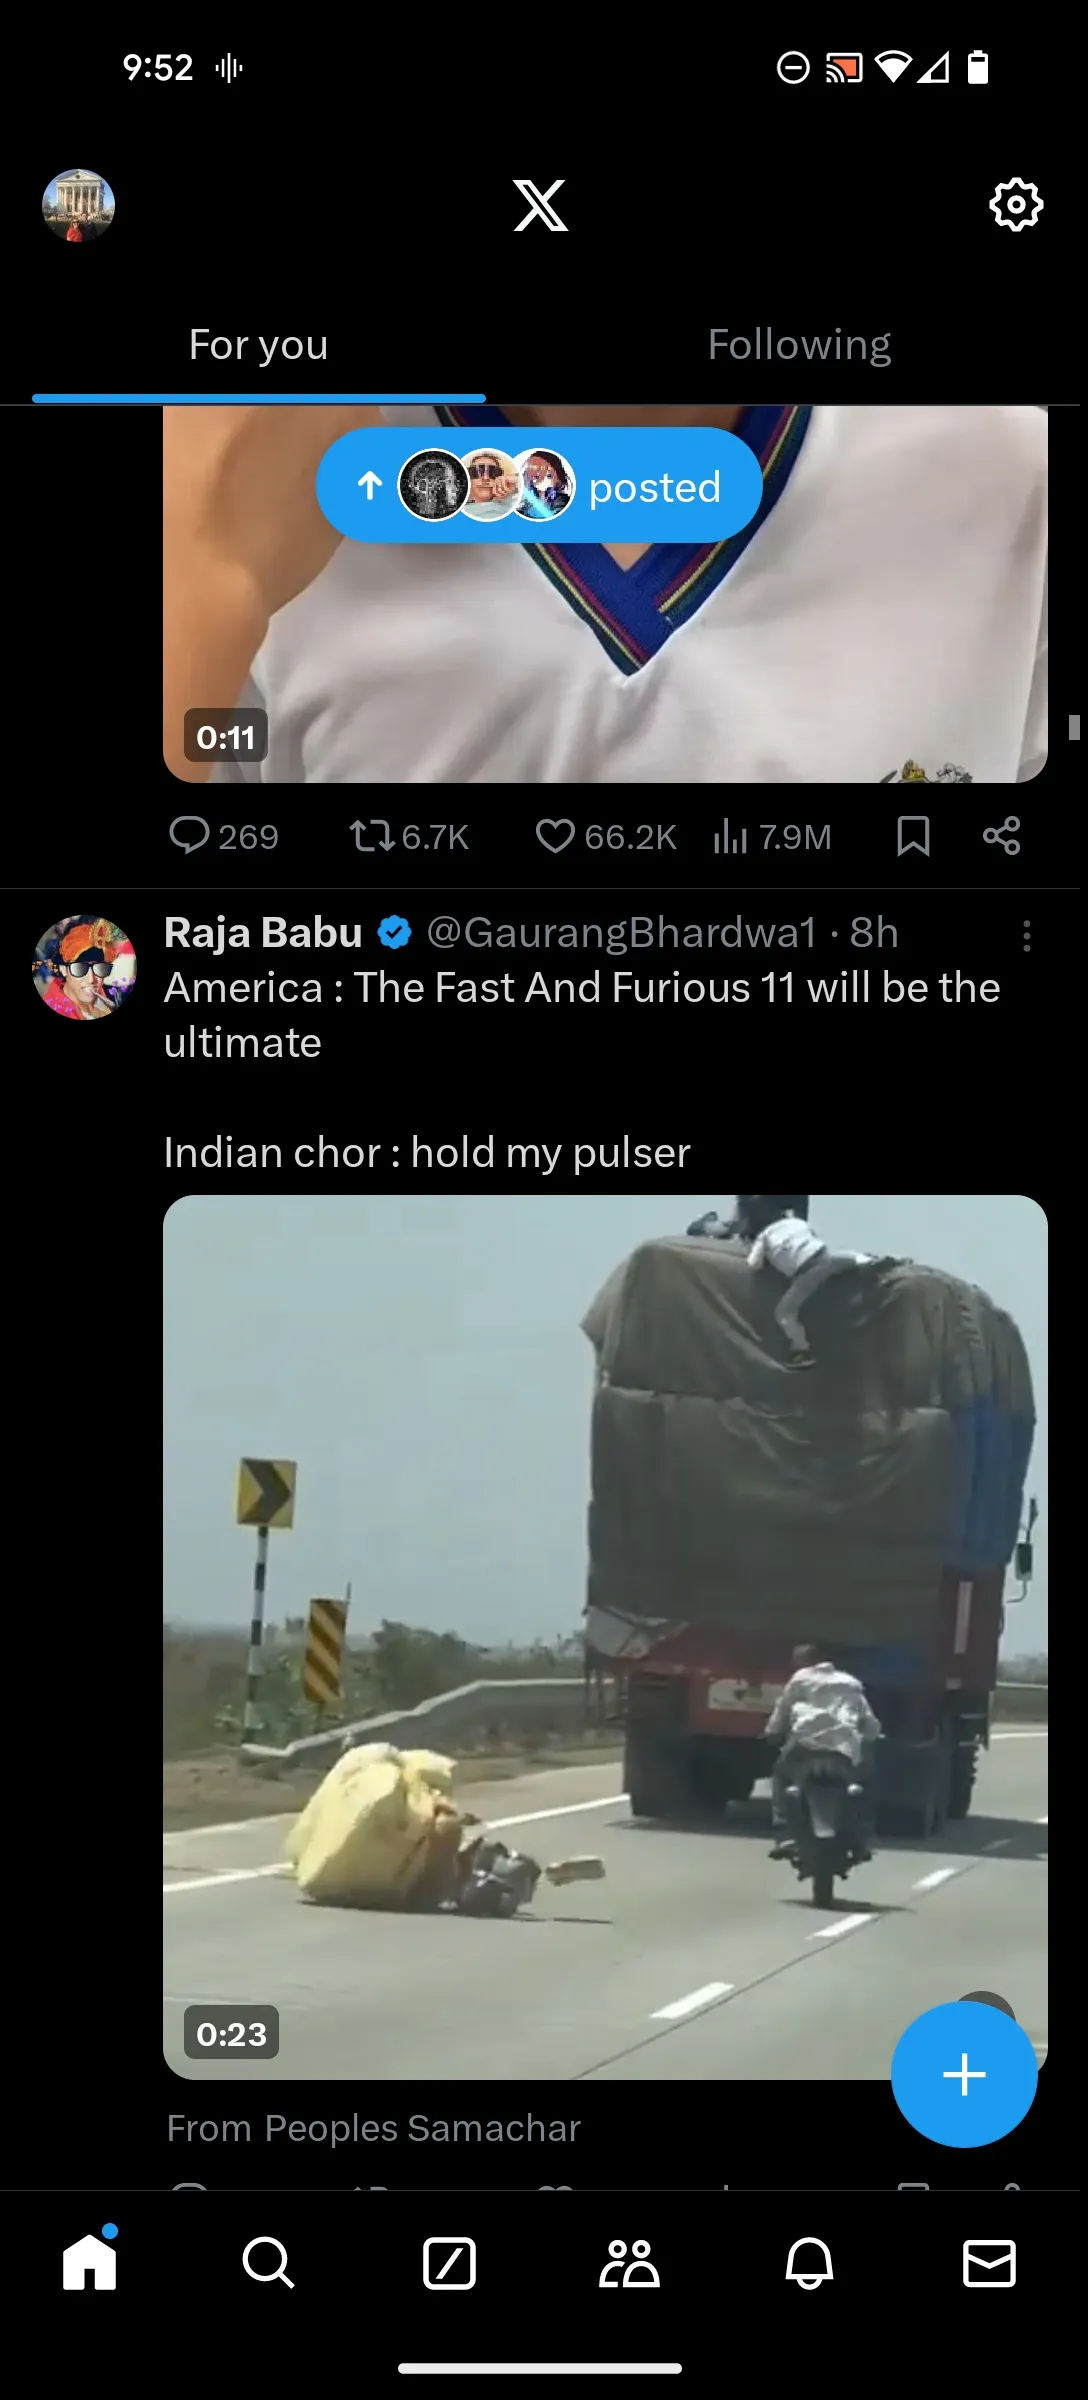 9:52
For you
Following
posted
0:11
269 6.7K 66.2K 7.9M
Raja Babu @GaurangBhardwa1 · 8h
America : The Fast And Furious 11 will be the
ultimate
Indian chor : hold my pulser
0:23
From Peoples Samachar